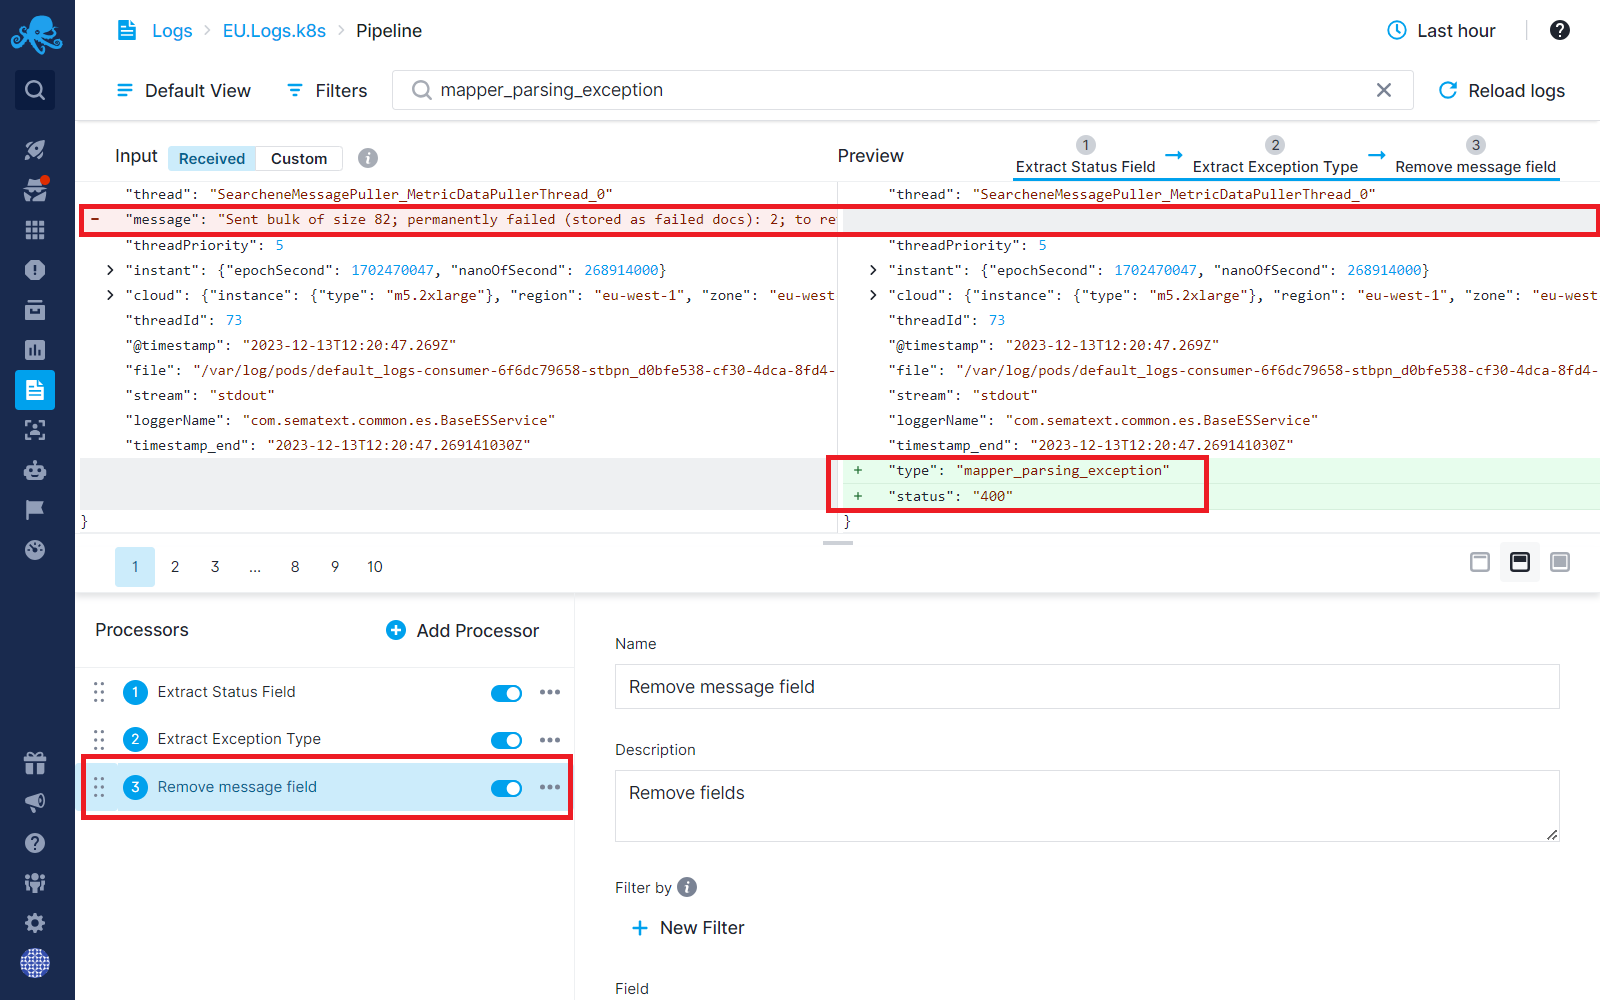 Logs > EU.Logs.k8s > Pipeline
Last hour
Default View
Filters
mapper_parsing_exception
Reload logs
Input
Received
Custom
Preview
1
Extract Status Field
2
Extract Exception Type
3
Remove message field
"thread": "SearcheneMessagePuller_MetricDataPullerThread_0"
- "message": "Sent bulk of size 82; permanently failed (stored as failed docs): 2; to re
"threadPriority": 5
"instant": {"epochSecond": 1702470047, "nanoOfSecond": 268914000}
"cloud": {"instance": {"type": "m5.2xlarge"}, "region": "eu-west-1", "zone": "eu-west
"threadId": 73
"@timestamp": "2023-12-13T12:20:47.269Z"
"file": "/var/log/pods/default_logs-consumer-6f6dc79658-stbpn_d0bfe538-cf30-4dca-8fd4-
"stream": "stdout"
"loggerName": "com.sematext.common.es.BaseESService"
"timestamp_end": "2023-12-13T12:20:47.269141030Z"
}
"thread": "SearcheneMessagePuller_MetricDataPullerThread_0"
"threadPriority": 5
"instant": {"epochSecond": 1702470047, "nanoOfSecond": 268914000}
"cloud": {"instance": {"type": "m5.2xlarge"}, "region": "eu-west-1", "zone": "eu-wes
"threadId": 73
"@timestamp": "2023-12-13T12:20:47.269Z"
"file": "/var/log/pods/default_logs-consumer-6f6dc79658-stbpn_d0bfe538-cf30-4dca-8fd4-
"stream": "stdout"
"loggerName": "com.sematext.common.es.BaseESService"
"timestamp_end": "2023-12-13T12:20:47.269141030Z"
+ "type": "mapper_parsing_exception"
+ "status": "400"
}
1 2 3 ... 8 9 10
Processors
Add Processor
1 Extract Status Field
2 Extract Exception Type
3 Remove message field
Name
Remove message field
Description
Remove fields
Filter by
+ New Filter
Field